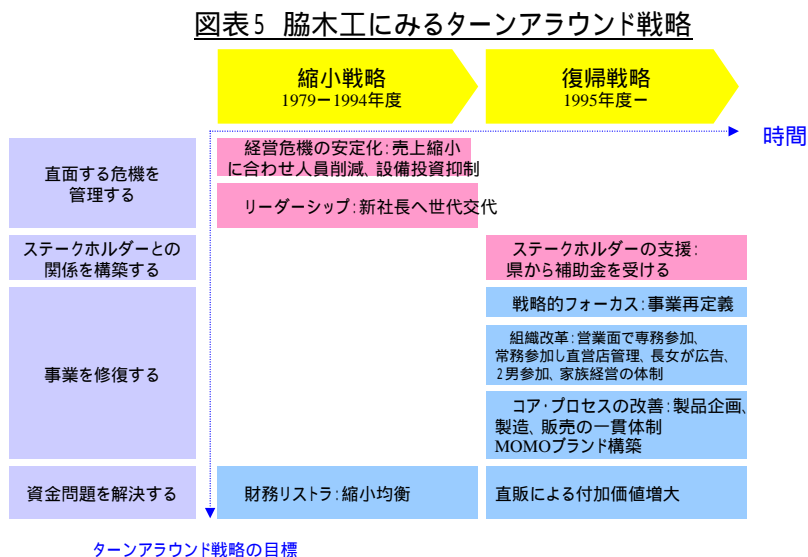 図表5 脇木工にみるターンアラウンド戦略
縮小戦略
1979－1994年度
復帰戦略
1995年度－
時間
直面する危機を
管理する
経営危機の安定化：売上縮小
に合わせ人員削減、設備投資抑制
リーダーシップ：新社長へ世代交代
ステークホルダーとの
関係を構築する
ステークホルダーの支援：
県から補助金を受ける
事業を修復する
戦略的フォーカス：事業再定義
組織改革：営業面で専務参加、
常務参加し直営店管理、長女が広告、
2男参加、家族経営の体制
コア・プロセスの改善：製品企画、
製造、販売の一貫体制
MOMOブランド構築
資金問題を解決する
財務リストラ：縮小均衡
直販による付加価値増大
ターンアラウンド戦略の目標